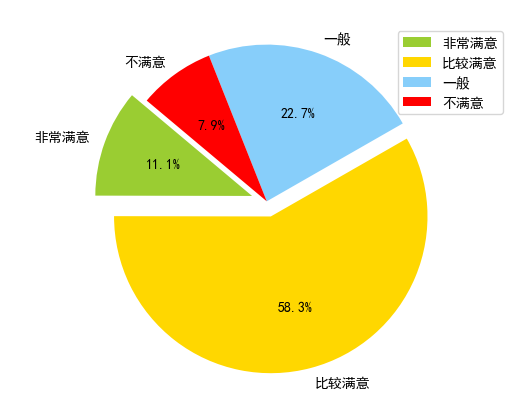 一般
不满意
非常满意
比较满意
22.7%
7.9%
11.1%
58.3%
非常满意
比较满意
一般
不满意